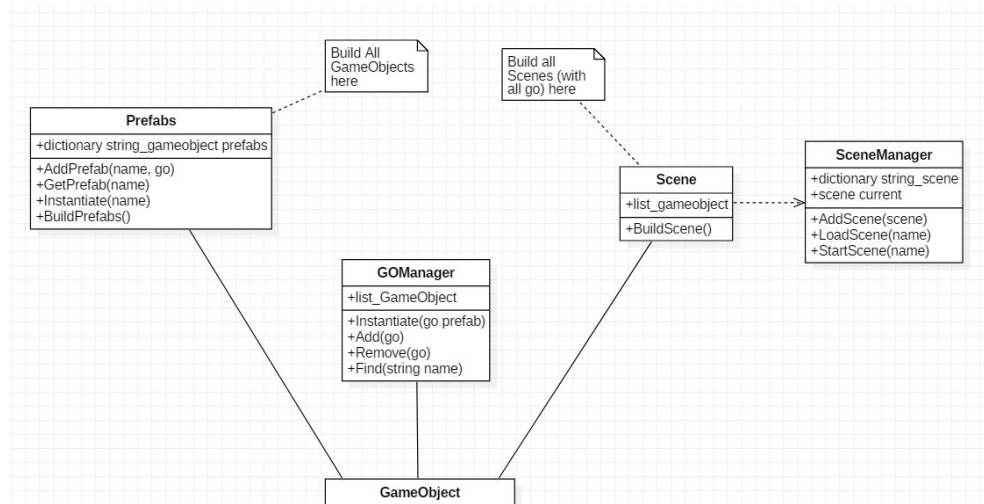 Build All
GameObjects
here
Build all
Scenes (with
all go) here
Prefabs
+dictionary string_gameobject prefabs
+AddPrefab(name, go)
+GetPrefab(name)
+Instantiate(name)
+BuildPrefabs()
Scene
+list_gameobject
+BuildScene()
SceneManager
+dictionary string_scene
+scene current
+AddScene(scene)
+LoadScene(name)
+StartScene(name)
GOManager
+list_GameObject
+Instantiate(go prefab)
+Add(go)
+Remove(go)
+Find(string name)
GameObject